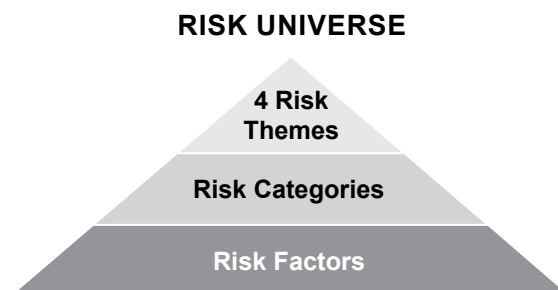 RISK UNIVERSE
4 Risk
Themes
Risk Categories
Risk Factors